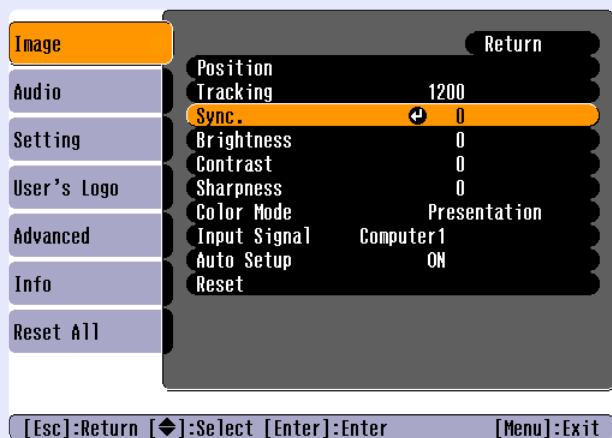 Image
Audio
Setting
User's Logo
Advanced
Info
Reset All
Return
Position
Tracking 1200
Sync. 0
Brightness 0
Contrast 0
Sharpness 0
Color Mode Presentation
Input Signal Computer1
Auto Setup ON
Reset
[Esc]:Return [◆]:Select [Enter]:Enter [Menu]:Exit